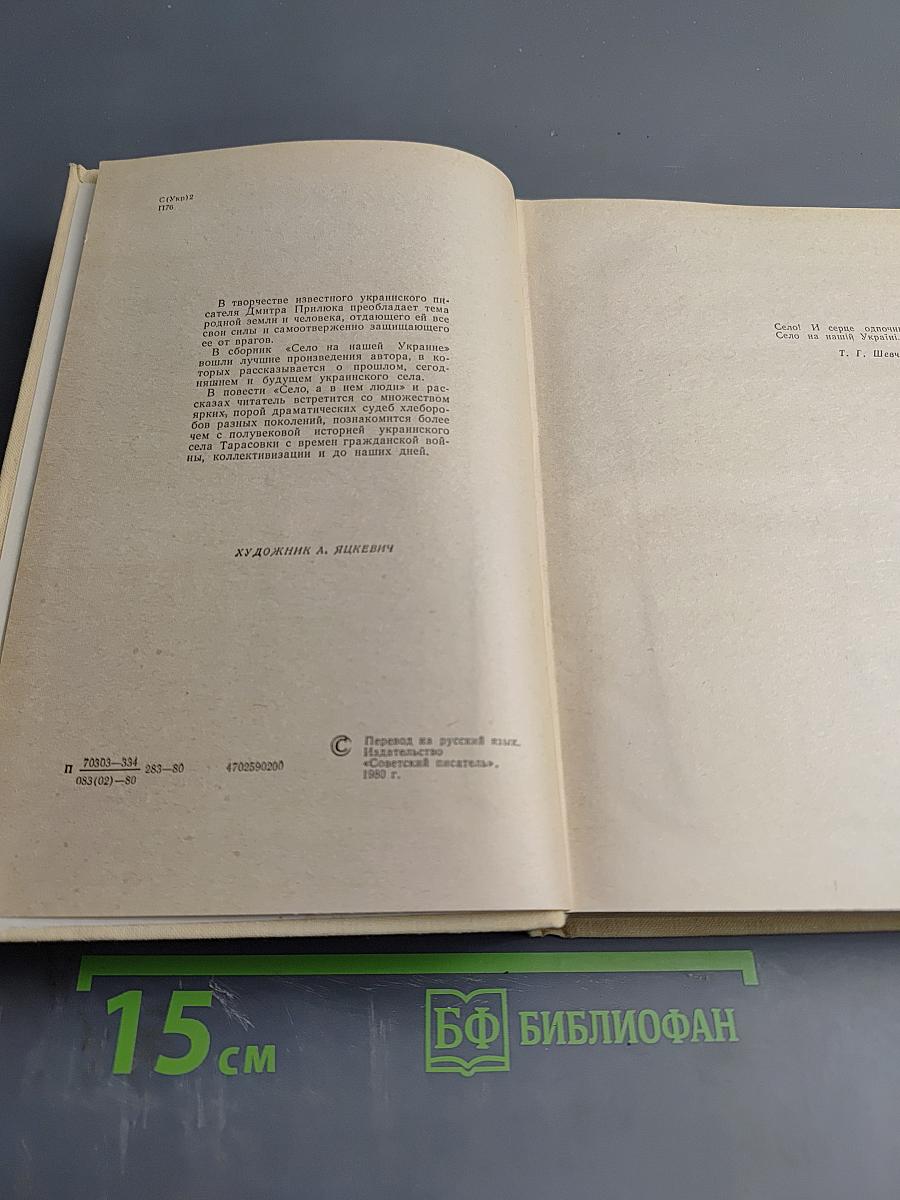 С(Укр)2
П76
В творчестве известного украинского пи-
сателя Дмитра Прилюка преобладает тема
родной земли и человека, отдающего ей все
свои силы и самоотверженно защищающего
ее от врагов.
В сборник «Село на нашей Украине»
вошли лучшие произведения автора, в ко-
торых рассказывается о прошлом, сегод-
няшнем и будущем украинского села.
В повести «Село, а в нем люди» и рас-
сказах читатель встретится со множеством
ярких, порой драматических судеб хлеборо-
бов разных поколений, познакомится более
чем с полувековой историей украинского
села Тарасовки с времен гражданской вой-
ны, коллективизации и до наших дней.
ХУДОЖНИК А. ЯЦКЕВИЧ
© Перевод на русский язык.
Издательство
«Советский писатель»,
1980 г.
П 70303—334
083(02)—80
283—80 4702590200
Село! И серце одпочин
Село на нашій Україні.
Т. Г. Шевч
15 см
БФ БИБЛИОФАН